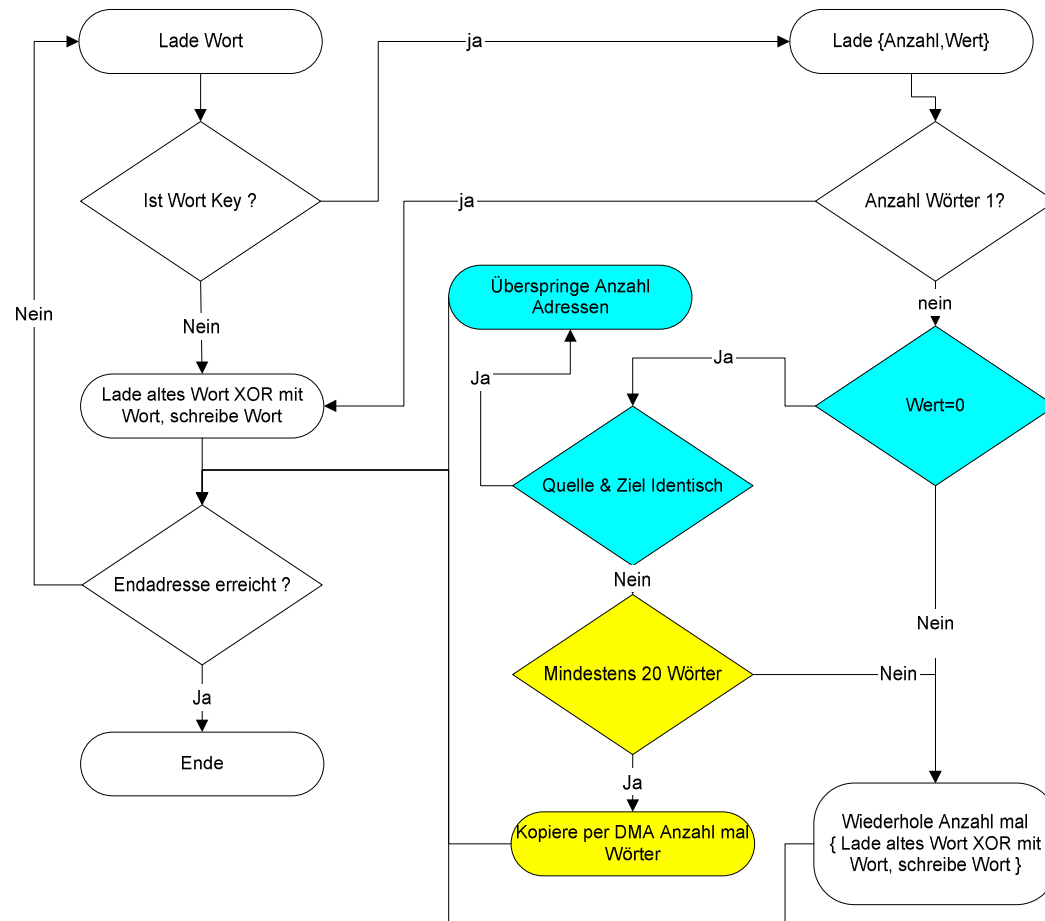 Lade Wort
ja
Lade {Anzahl,Wert}
Ist Wort Key ?
ja
Anzahl Wörter 1?
Überspringe Anzahl
Adressen
nein
Nein
Nein
Ja
Ja
Lade altes Wort XOR mit
Wort, schreibe Wort
Wert=0
Quelle & Ziel Identisch
Endadresse erreicht ?
Nein
Nein
Mindestens 20 Wörter
Nein
Ja
Ende
Ja
Kopiere per DMA Anzahl mal
Wörter
Wiederhole Anzahl mal
{ Lade altes Wort XOR mit
Wort, schreibe Wort }